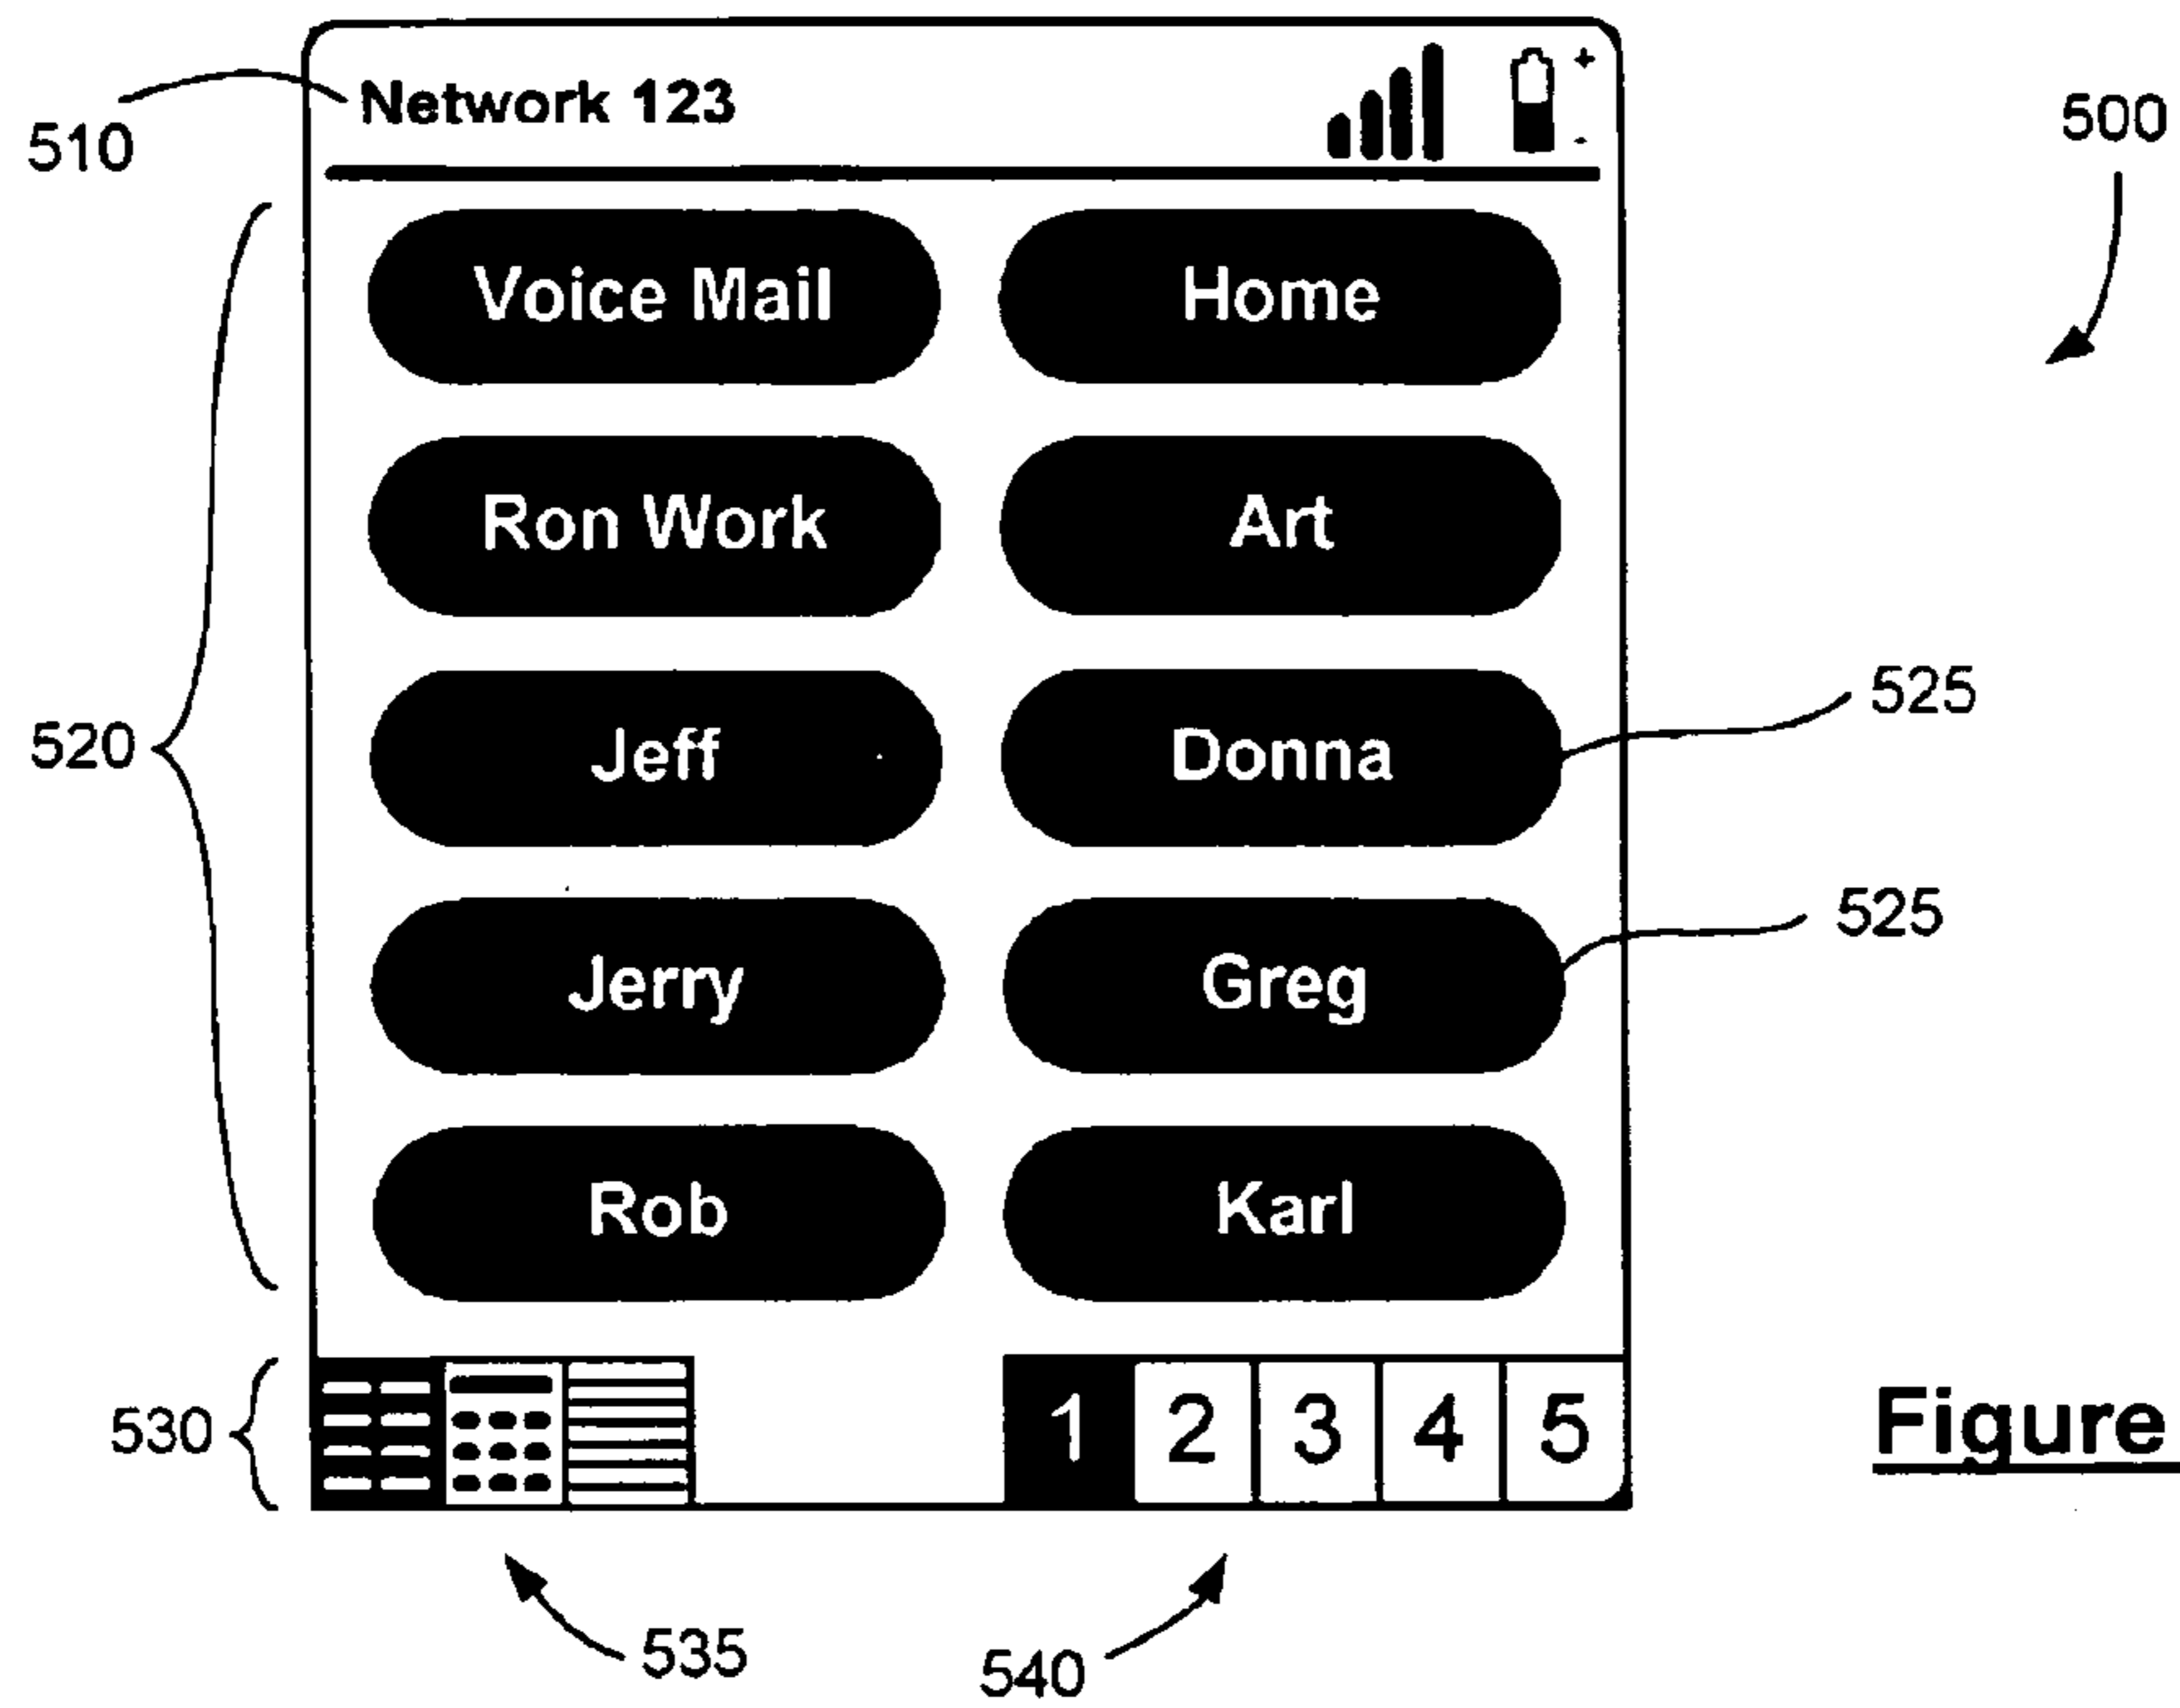 Network 123
510
500
Voice Mail Home
Ron Work Art
525
520 Jeff Donna
525
Jerry Greg
Rob Karl
530 1 2 3 4 5
Figure
535
540